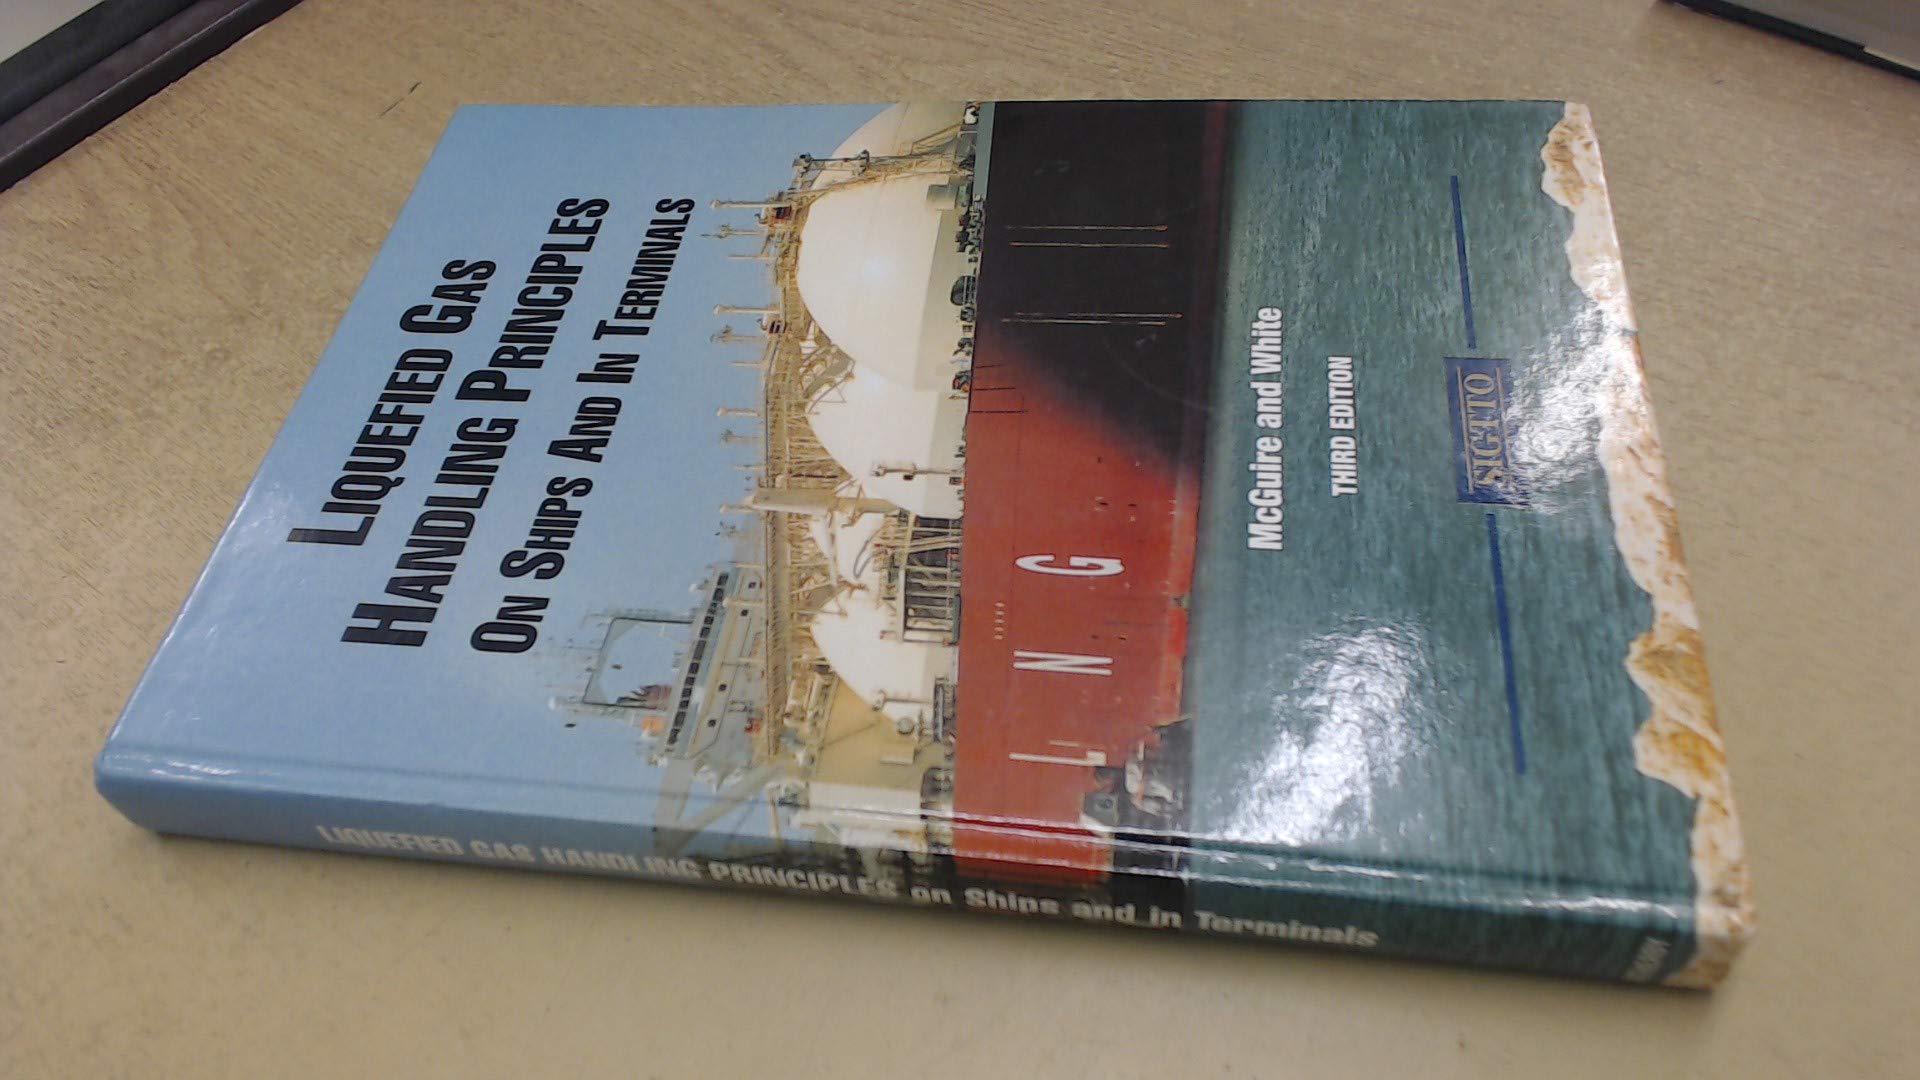 LIQUEFIED GAS
HANDLING PRINCIPLES
ON SHIPS AND IN TERMINALS
LNG
McGuire and White
THIRD EDITION
SIGTTO
LIQUEFIED GAS HANDLING PRINCIPLES on Ships and in Terminals